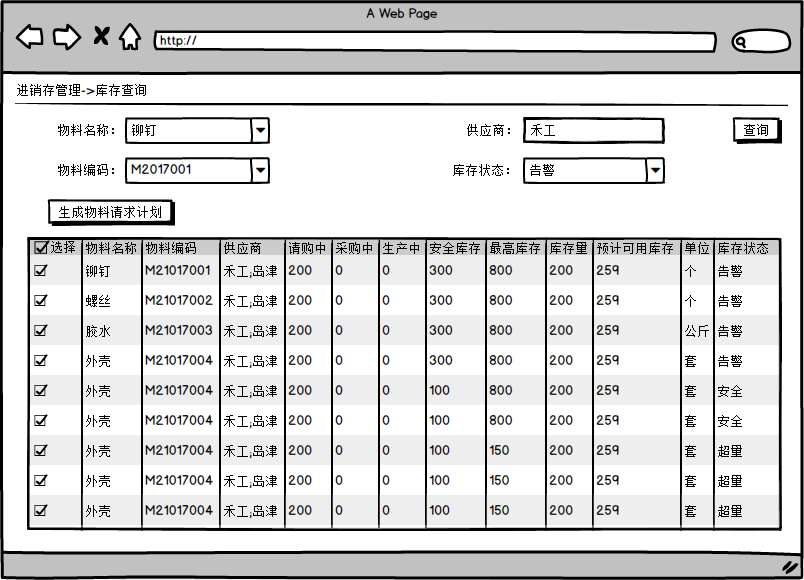 A Web Page
http://
进销存管理->库存查询
物料名称： 铆钉 供应商： 禾工 查询
物料编码： M2017001 库存状态： 告警
生成物料请求计划
选择 物料名称 物料编码 供应商 请购中 采购中 生产中 安全库存 最高库存 库存量 预计可用库存 单位 库存状态
铆钉 M21017001 禾工,岛津 200 0 0 300 800 200 259 个 告警
螺丝 M21017002 禾工,岛津 200 0 0 300 800 200 259 个 告警
胶水 M21017003 禾工,岛津 200 0 0 300 800 200 259 公斤 告警
外壳 M21017004 禾工,岛津 200 0 0 300 800 200 259 套 告警
外壳 M21017004 禾工,岛津 200 0 0 100 800 200 259 套 安全
外壳 M21017004 禾工,岛津 200 0 0 100 800 200 259 套 安全
外壳 M21017004 禾工,岛津 200 0 0 100 150 200 259 套 超量
外壳 M21017004 禾工,岛津 200 0 0 100 150 200 259 套 超量
外壳 M21017004 禾工,岛津 200 0 0 100 150 200 259 套 超量